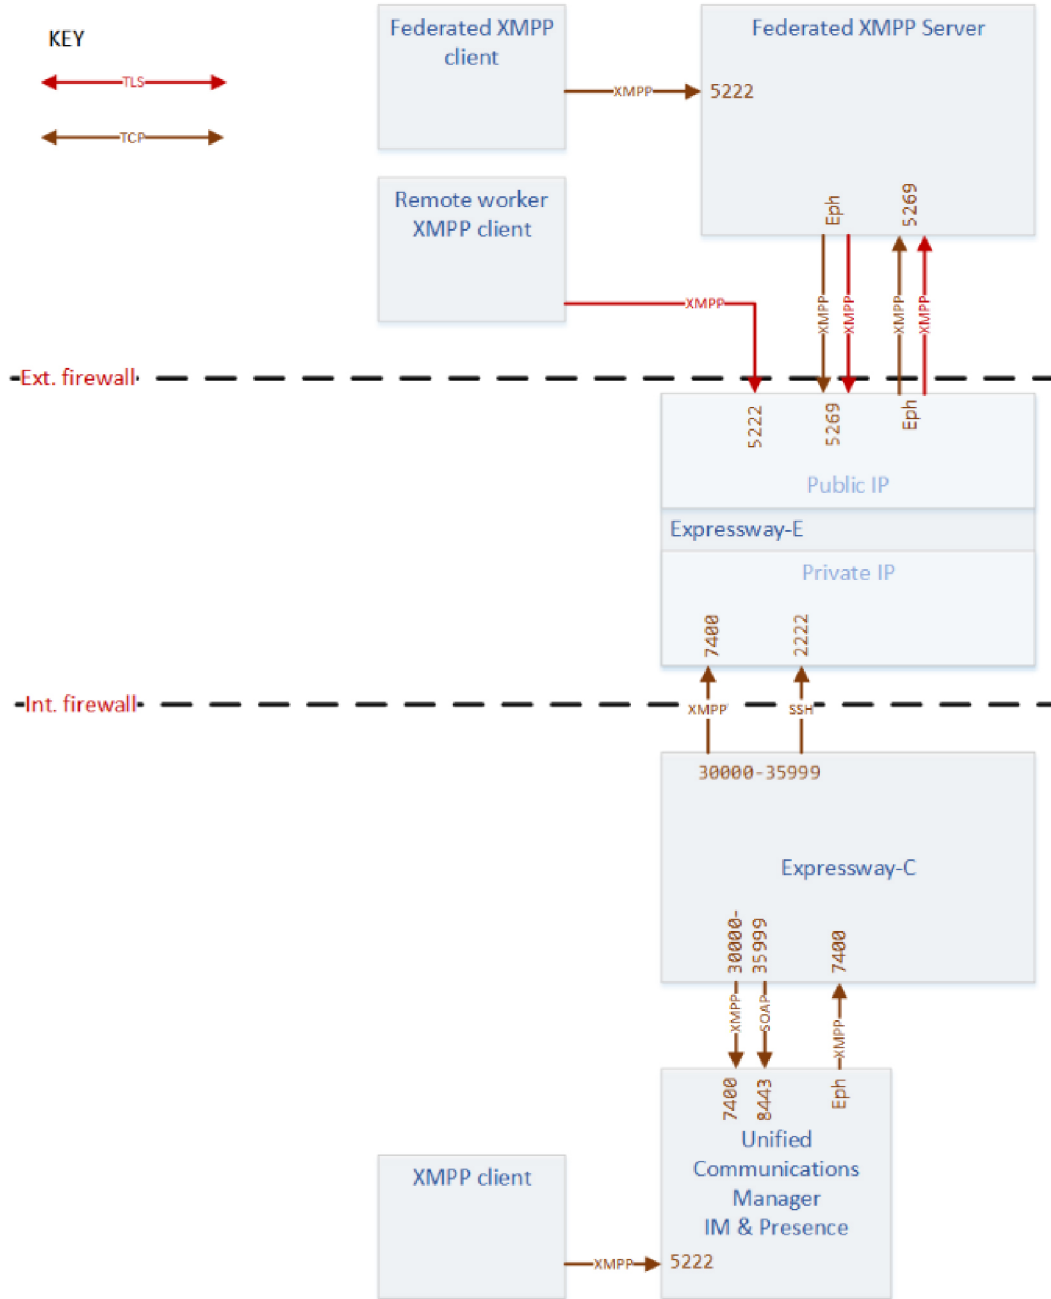 KEY
TLS
TCP
Federated XMPP
client
XMPP
Federated XMPP Server
5222
Remote worker
XMPP client
XMPP
Eph
5269
XMPP
XMPP
XMPP
XMPP
Ext. firewall
5222
5269
Eph
Public IP
Expressway-E
Private IP
7400
2222
Int. firewall
XMPP
SSH
30000-35999
Expressway-C
30000-
35999
7400
XMPP
SOAP
XMPP
7400
8443
Eph
Unified
Communications
Manager
IM & Presence
XMPP client
XMPP
5222